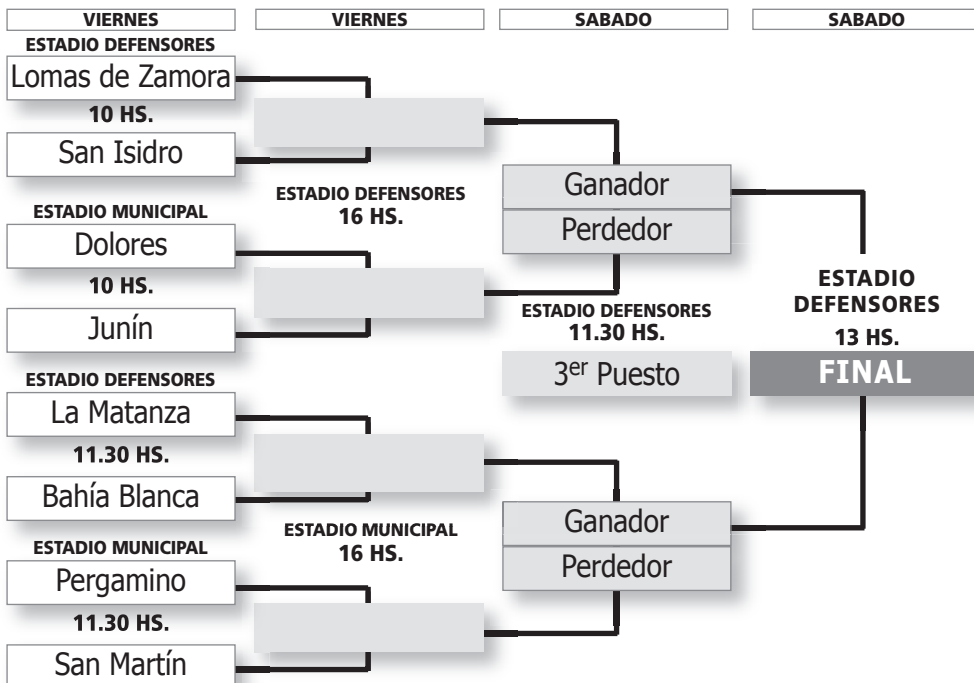 VIERNES
VIERNES
SABADO
SABADO
ESTADIO DEFENSORES
Lomas de Zamora
10 HS.
San Isidro
ESTADIO MUNICIPAL
Dolores
10 HS.
Junín
ESTADIO DEFENSORES
La Matanza
11.30 HS.
Bahía Blanca
ESTADIO MUNICIPAL
Pergamino
11.30 HS.
San Martín
ESTADIO DEFENSORES
16 HS.
ESTADIO MUNICIPAL
16 HS.
Ganador
Perdedor
ESTADIO DEFENSORES
11.30 HS.
3er Puesto
Ganador
Perdedor
ESTADIO
DEFENSORES
13 HS.
FINAL